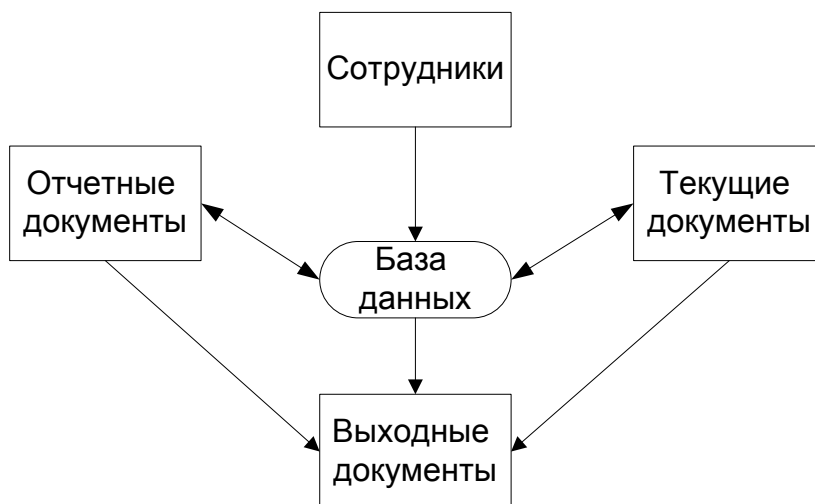 Сотрудники
Отчетные
документы
Текущие
документы
База
данных
Выходные
документы